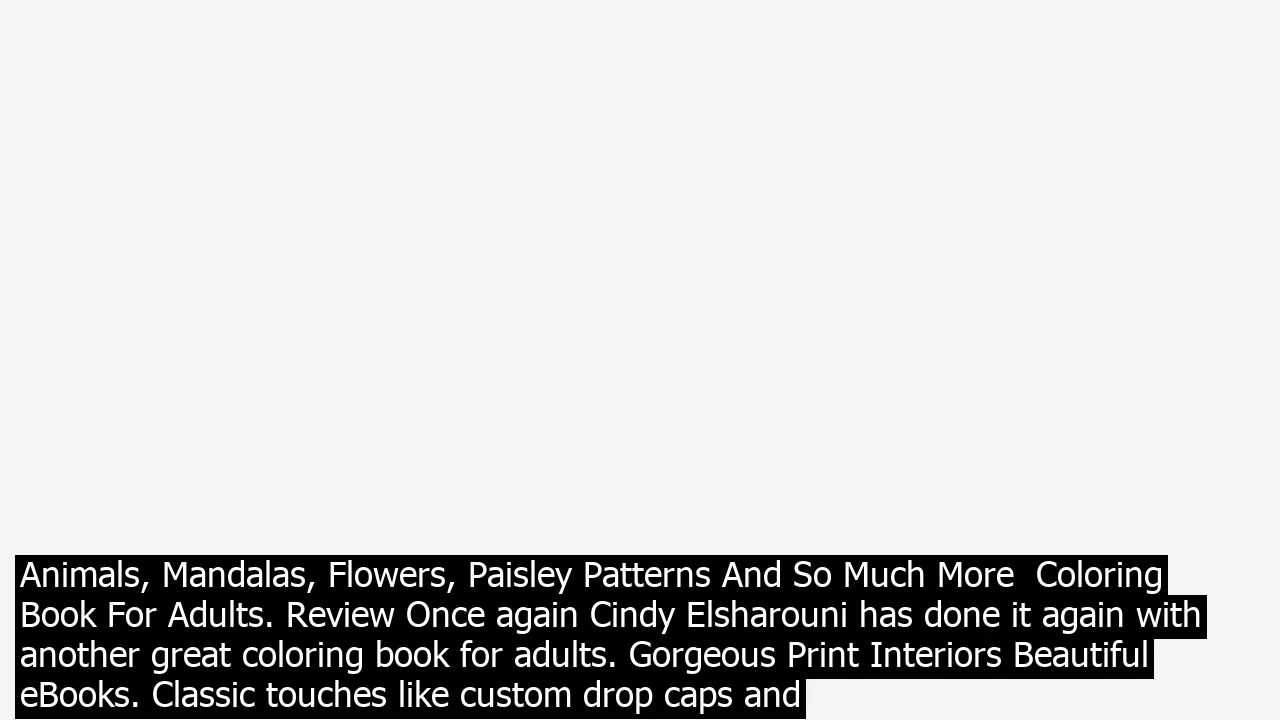 Animals, Mandalas, Flowers, Paisley Patterns And So Much More  Coloring
Book For Adults. Review Once again Cindy Elsharouni has done it again with
another great coloring book for adults. Gorgeous Print Interiors Beautiful
eBooks. Classic touches like custom drop caps and